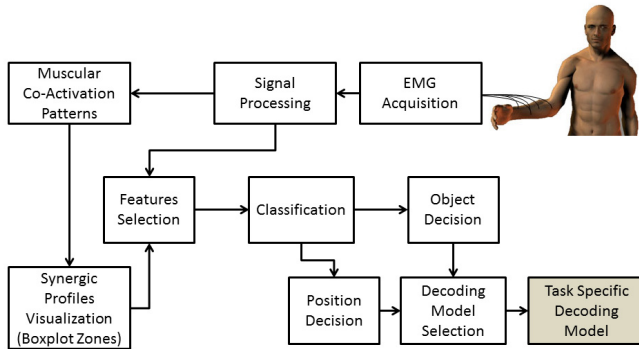 Muscular
Co-Activation
Patterns
Signal
Processing
EMG
Acquisition
Features
Selection
Classification
Object
Decision
Synergic
Profiles
Visualization
(Boxplot Zones)
Position
Decision
Decoding
Model
Selection
Task Specific
Decoding
Model